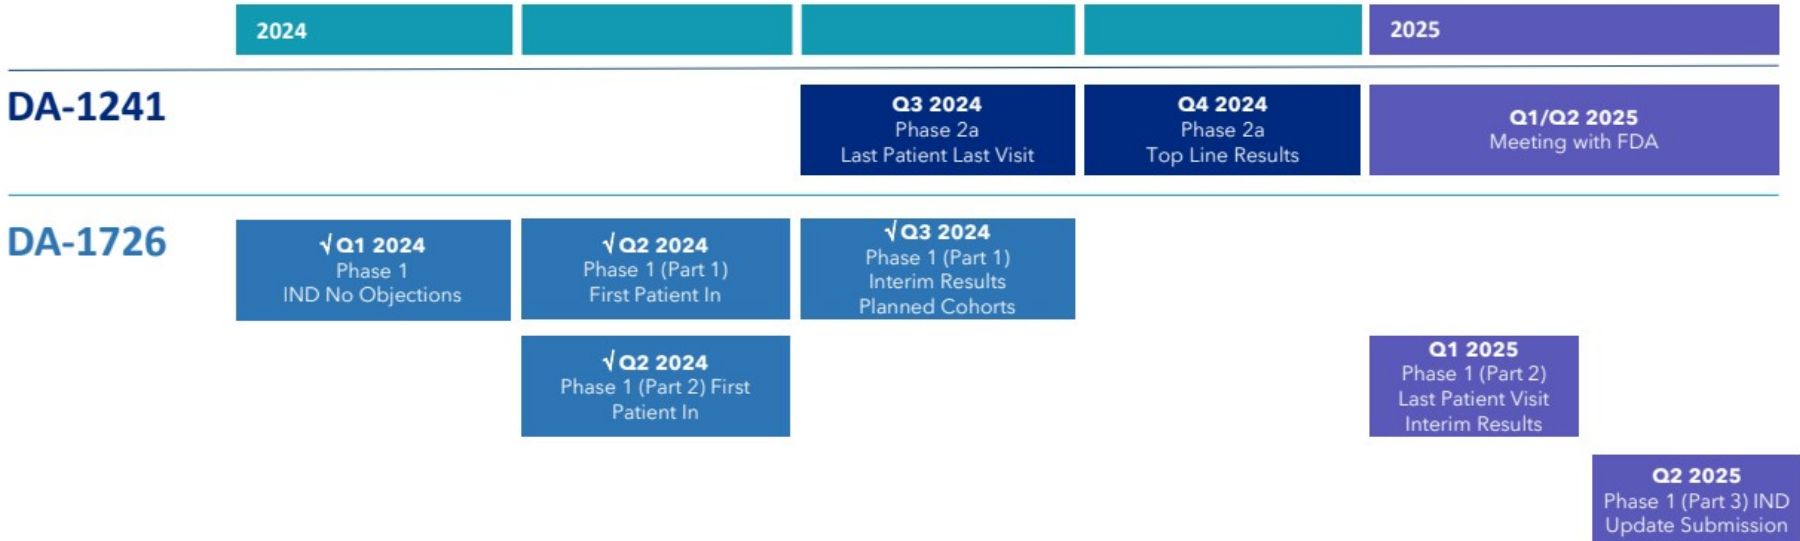 2024
2025
DA-1241
Q3 2024
Phase 2a
Last Patient Last Visit
Q4 2024
Phase 2a
Top Line Results
Q1/Q2 2025
Meeting with FDA
DA-1726
√ Q1 2024
Phase 1
IND No Objections
√ Q2 2024
Phase 1 (Part 1)
First Patient In
√ Q3 2024
Phase 1 (Part 1)
Interim Results
Planned Cohorts
√ Q2 2024
Phase 1 (Part 2) First
Patient In
Q1 2025
Phase 1 (Part 2)
Last Patient Visit
Interim Results
Q2 2025
Phase 1 (Part 3) IND
Update Submission